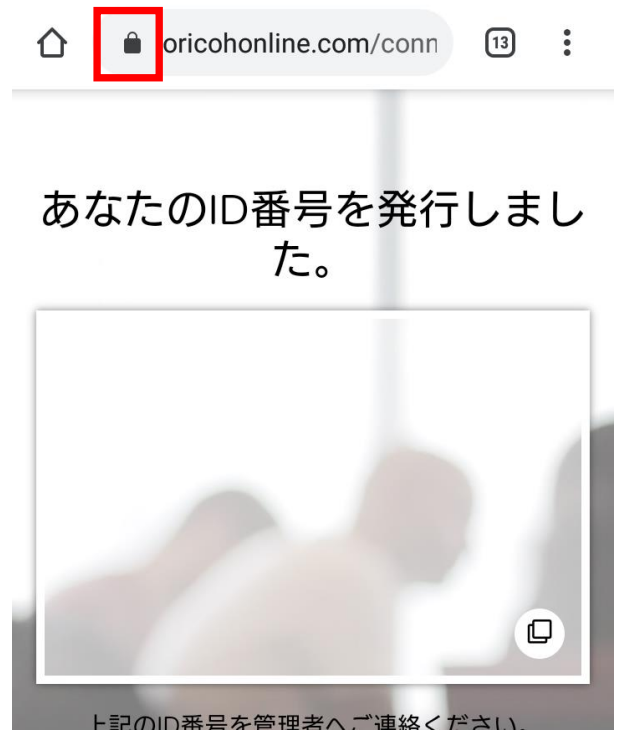 oricohonline.com/conn
13
あなたのID番号を発行しまし
た。
上記のID番号を管理者へご連絡ください。